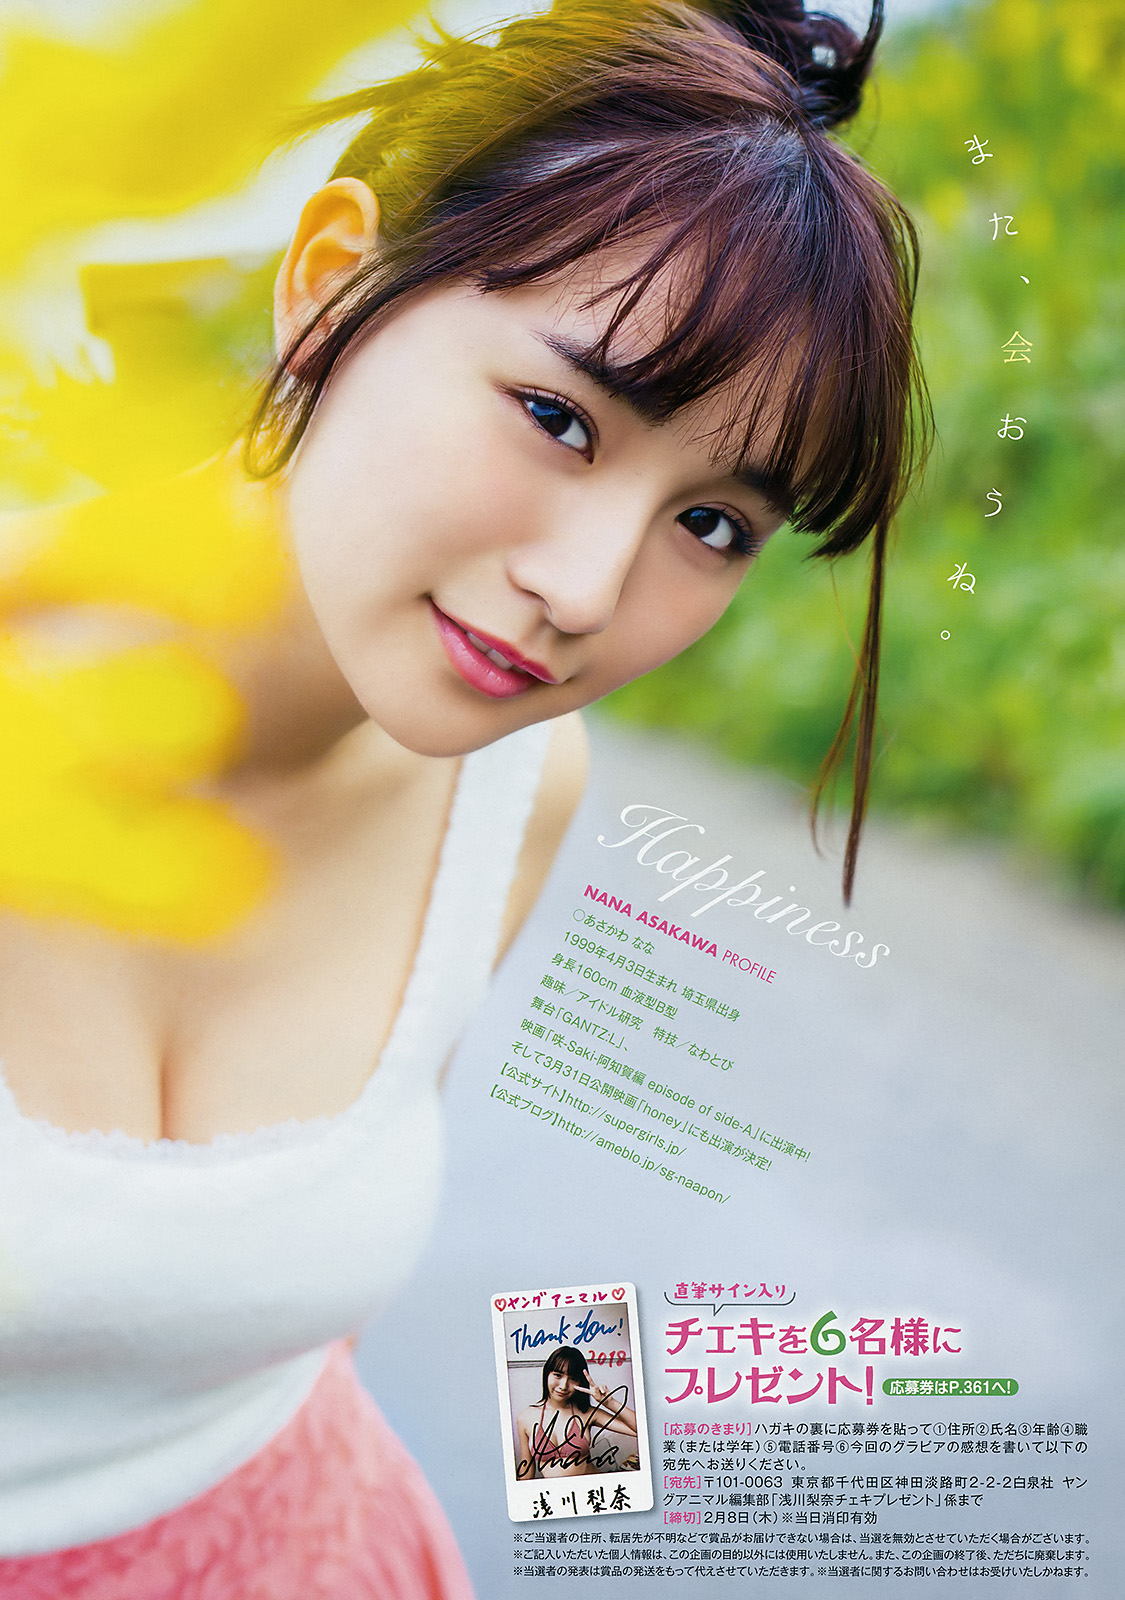 また、会おうね。
Happiness
NANA ASAKAWA PROFILE
○あさかわ なな
1999年4月3日生まれ 埼玉県出身
身長160cm 血液型B型
趣味／アイドル研究　特技／なわとび
舞台「GANTZ:L」、
映画「咲-Saki-阿知賀編 episode of side-A」に出演中!
そして3月31日公開映画「honey」にも出演が決定!
【公式サイト】http://supergirls.jp/
【公式ブログ】http://ameblo.jp/sg-naapon/
直筆サイン入り
チェキを6名様に
プレゼント!
応募券はP.361へ!
♡ヤングアニマル♡
Thank You!
2018
浅川梨奈
[応募のきまり]ハガキの裏に応募券を貼って①住所②氏名③年齢④職
業(または学年)⑤電話番号⑥今回のグラビアの感想を書いて以下の
宛先へお送りください。
[宛先]〒101-0063 東京都千代田区神田淡路町2-2-2白泉社 ヤン
グアニマル編集部「浅川梨奈チェキプレゼント」係まで
[締切]2月8日(木)※当日消印有効
※ご当選者の住所、転居先が不明などで賞品がお届けできない場合は、当選を無効とさせていただく場合がございます。
※ご記入いただいた個人情報は、この企画の目的以外には使用いたしません。また、この企画の終了後、ただちに廃棄します。
※当選者の発表は賞品の発送をもって代えさせていただきます。※当選者に関するお問い合わせはお受けいたしかねます。